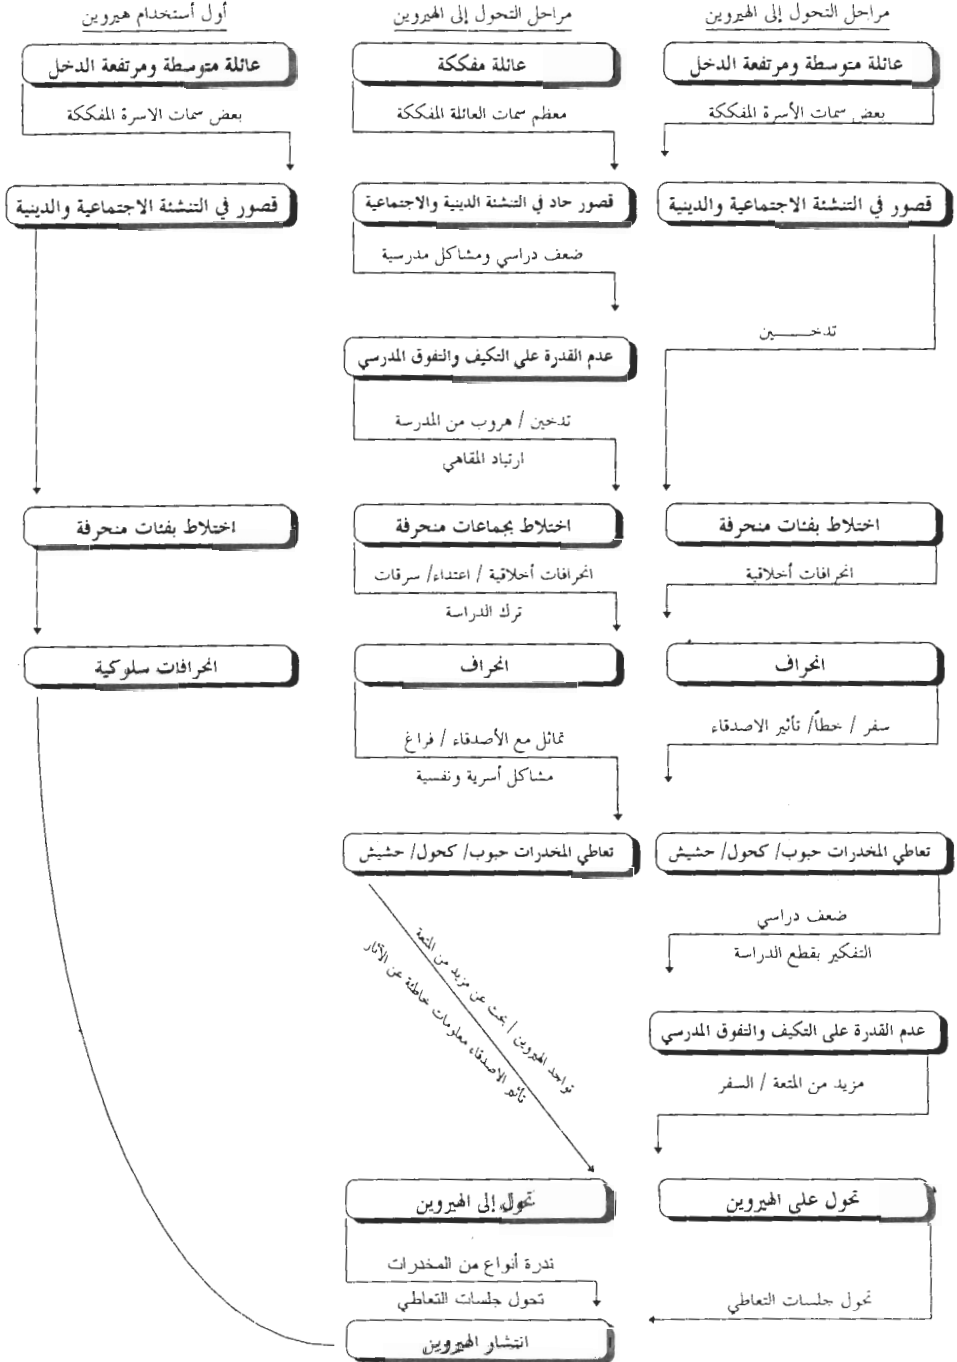 مراحل التحول إلى الهيروين
عائلة متوسطة ومرتفعة الدخل
بعض سمات الأسرة المفككة
قصور في التنشئة الاجتماعية والدينية
تدخـــــين
اختلاط بفئات منحرفة
انحرافات أخلاقية
انحراف
سفر / خطأ/ تأثير الاصدقاء
تعاطي المخدرات حبوب/ كحول/ حشيش
ضعف دراسي
التفكير بقطع الدراسة
عدم القدرة على التكيف والتفوق المدرسي
مزيد من المتعة / السفر
تحول على الهيروين
تحول جلسات التعاطي
مراحل التحول إلى الهيروين
عائلة مفككة
معظم سمات العائلة المفككة
قصور حاد في التنشئة الدينية والاجتماعية
ضعف دراسي ومشاكل مدرسية
عدم القدرة علي التكيف والتفوق المدرسي
تدخين / هروب من المدرسة
ارتياد المقاهي
اختلاط بجماعات منحرفة
انحرافات أخلاقية / اعتداء/ سرقات
ترك الدراسة
انحراف
تماثل مع الأصدقاء / فراغ
مشاكل أسرية ونفسية
تعاطي المخدرات حبوب/ كحول/ حشيش
تواجد الهيروين / بحث عن مزيد من المتعة
تأثير الاصدقاء معلومات خاطئة عن الآثار
تحول إلى الهيروين
ندرة أنواع من المخدرات
تحول جلسات التعاطي
انتشار الهيروين
أول أستخدام هيروين
عائلة متوسطة ومرتفعة الدخل
بعض سمات الاسرة المفككة
قصور في التنشئة الاجتماعية والدينية
اختلاط بفئات منحرفة
انحرافات سلوكية